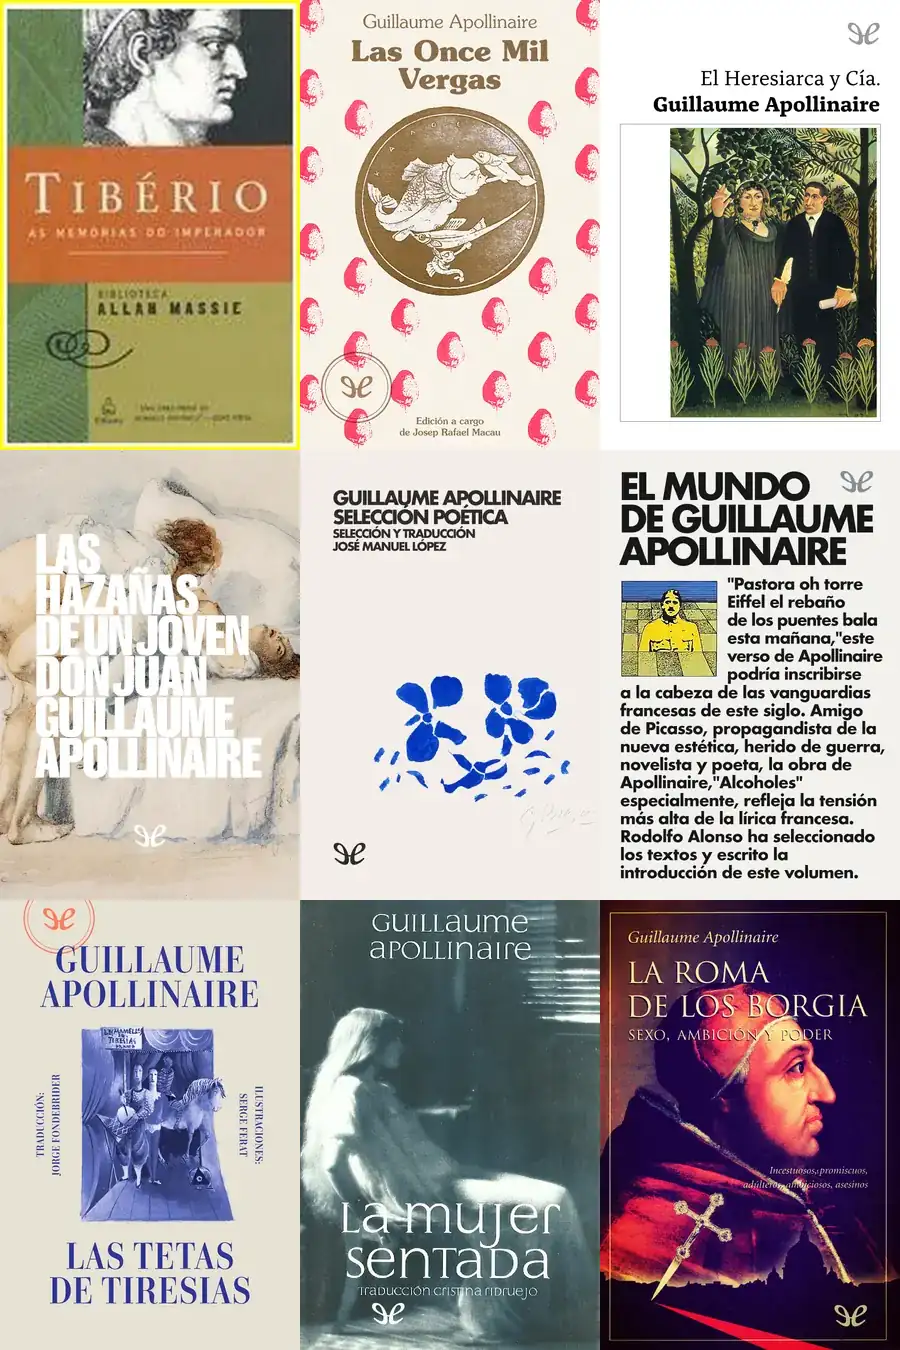 TIBÉRIO
AS MEMÓRIAS DO IMPERADOR
BIBLIOTECA
ALLAN MASSIE
Guillaume Apollinaire
Las Once Mil
Vergas
Edición a cargo
de Josep Rafael Macau
El Heresiarca y Cía.
Guillaume Apollinaire
LAS
HAZAÑAS
DE UN JOVEN
DON JUAN
GUILLAUME
APOLLINAIRE
GUILLAUME APOLLINAIRE
SELECCIÓN POÉTICA
SELECCIÓN Y TRADUCCIÓN
JOSÉ MANUEL LÓPEZ
EL MUNDO
DE GUILLAUME
APOLLINAIRE
"Pastora oh torre
Eiffel el rebaño
de los puentes bala
esta mañana,"este
verso de Apollinaire
podría inscribirse
a la cabeza de las vanguardias
francesas de este siglo. Amigo
de Picasso, propagandista de la
nueva estética, herido de guerra,
novelista y poeta, la obra de
Apollinaire,"Alcoholes"
especialmente, refleja la tensión
más alta de la lírica francesa.
Rodolfo Alonso ha seleccionado
los textos y escrito la
introducción de este volumen.
GUILLAUME
APOLLINAIRE
TRADUCCIÓN:
JORGE FONDEBRIDER
ILUSTRACIONES:
SERGE FERAT
LAS TETAS
DE TIRESIAS
GUILLAUME
APOLLINAIRE
La mujer
sentada
TRADUCCIÓN CRISTINA RIDRUEJO
Guillaume Apollinaire
LA ROMA
DE LOS BORGIA
SEXO, AMBICIÓN Y PODER
Incestuosos, promiscuos,
adúlteros, ambiciosos, asesinos